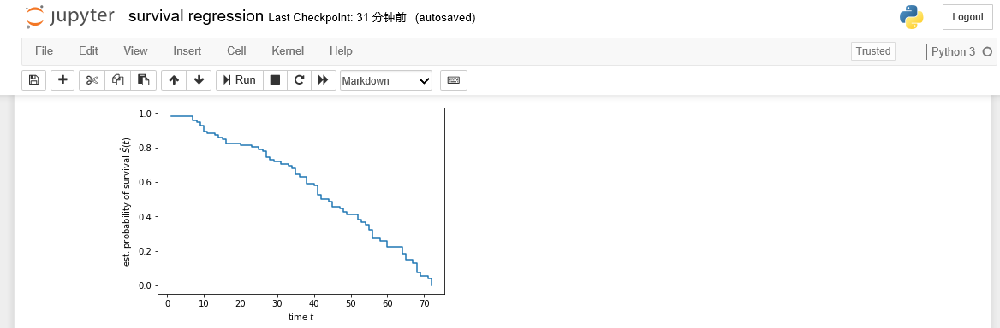 jupyter survival regression Last Checkpoint: 31 分钟前 (autosaved) Logout
File Edit View Insert Cell Kernel Help Trusted Python 3
Run Markdown
1.0
0.8
0.6
0.4
0.2
0.0
est. probability of survival Ŝ(t)
0 10 20 30 40 50 60 70
time t